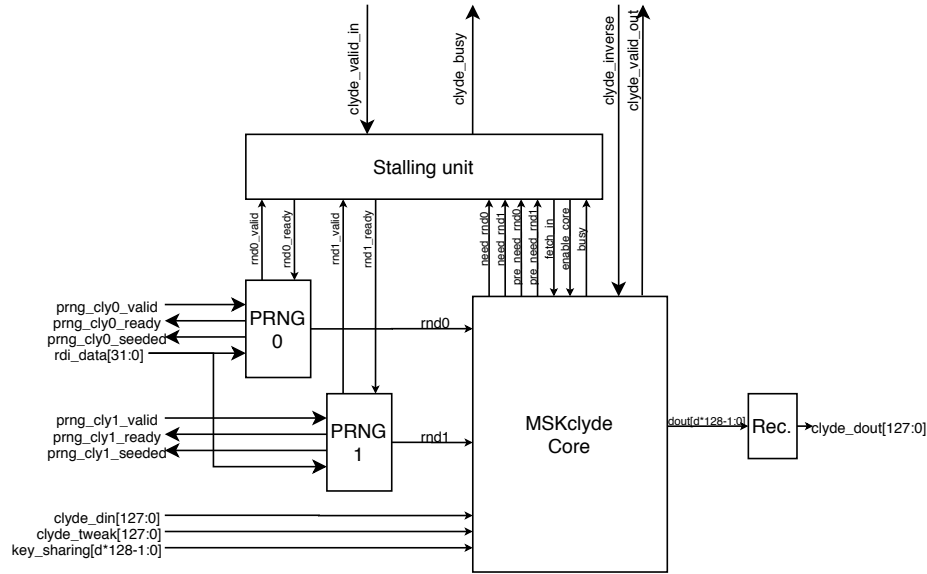 clyde_valid_in
clyde_busy
clyde_inverse
clyde_valid_out
Stalling unit
rnd0_valid
rnd0_ready
rnd1_valid
rnd1_ready
need_rnd0
need_rnd1
pre_need_rnd0
pre_need_rnd1
fetch_in
enable_core
busy
prng_cly0_valid
prng_cly0_ready
prng_cly0_seeded
rdi_data[31:0]
PRNG
0
rnd0
prng_cly1_valid
prng_cly1_ready
prng_cly1_seeded
PRNG
1
rnd1
MSKclyde
Core
dout[d*128-1:0]
Rec.
clyde_dout[127:0]
clyde_din[127:0]
clyde_tweak[127:0]
key_sharing[d*128-1:0]